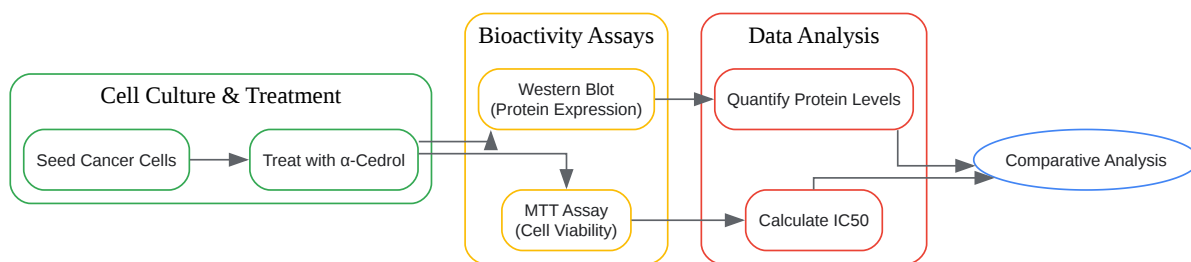 Cell Culture & Treatment
Seed Cancer Cells
Treat with α-Cedrol
Bioactivity Assays
Western Blot
(Protein Expression)
MTT Assay
(Cell Viability)
Data Analysis
Quantify Protein Levels
Calculate IC50
Comparative Analysis